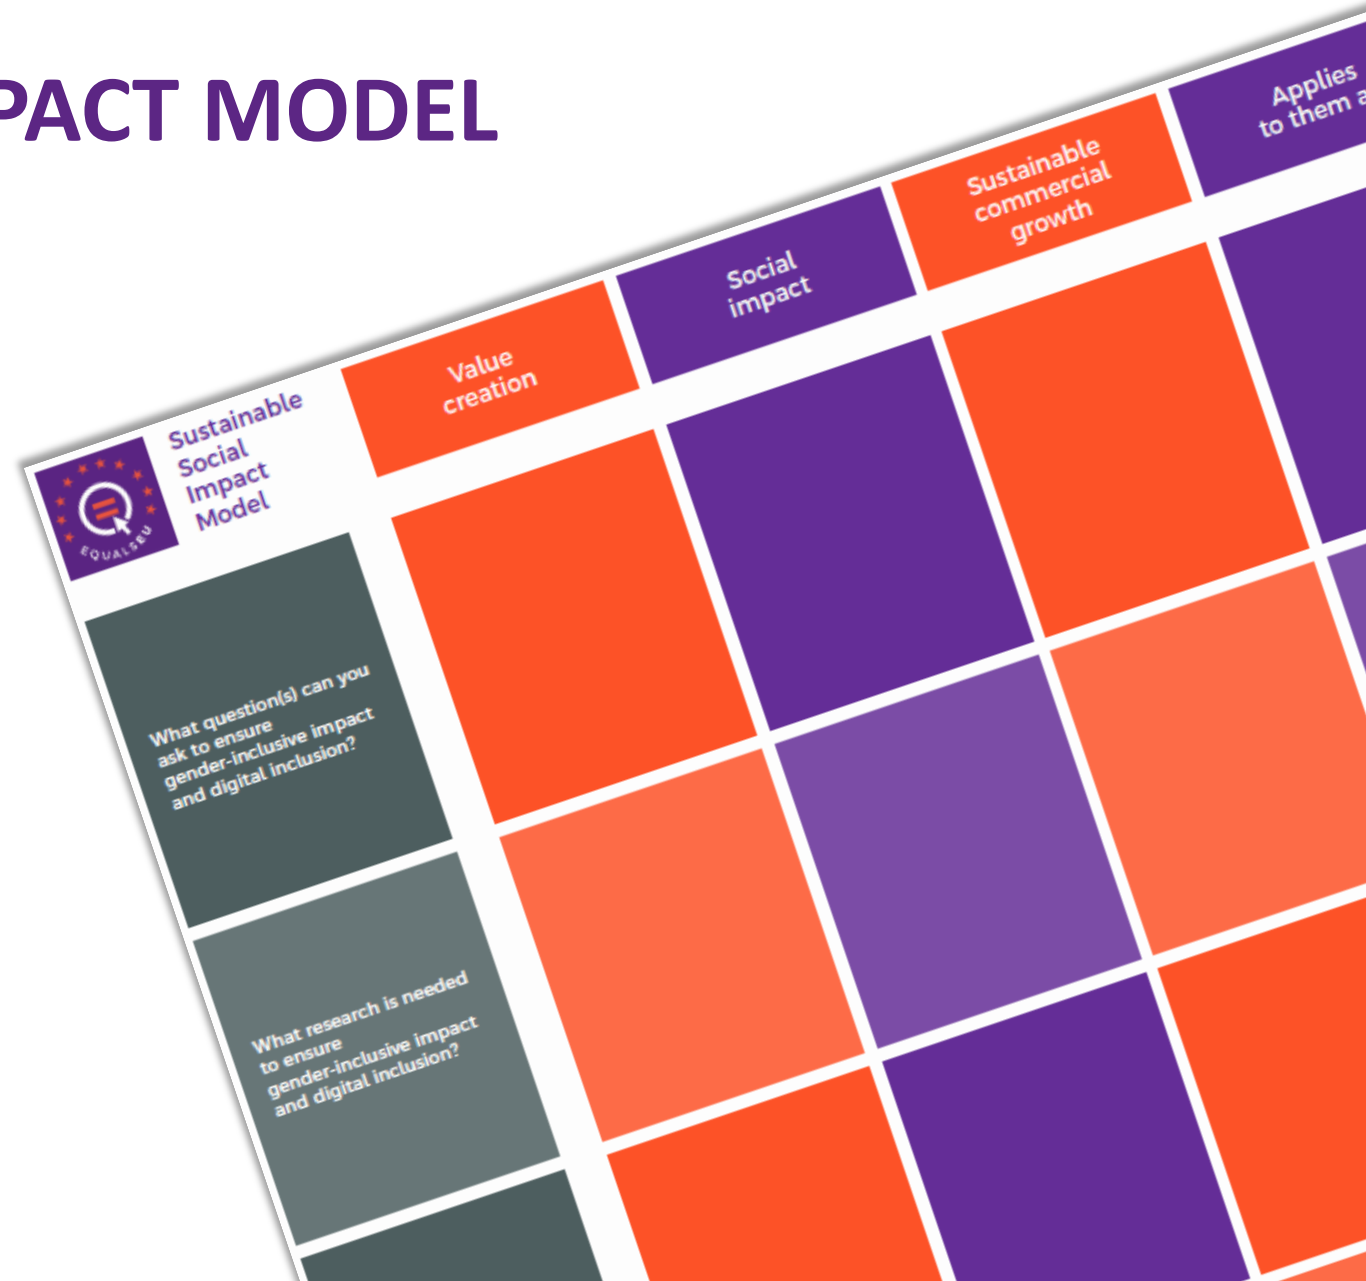 PACT MODEL
Applies
to them a
Sustainable
commercial
growth
Social
impact
Value
creation
Sustainable
Social
Impact
Model
EQUALSEU
What question(s) can you
ask to ensure
gender-inclusive impact
and digital inclusion?
What research is needed
to ensure
gender-inclusive impact
and digital inclusion?